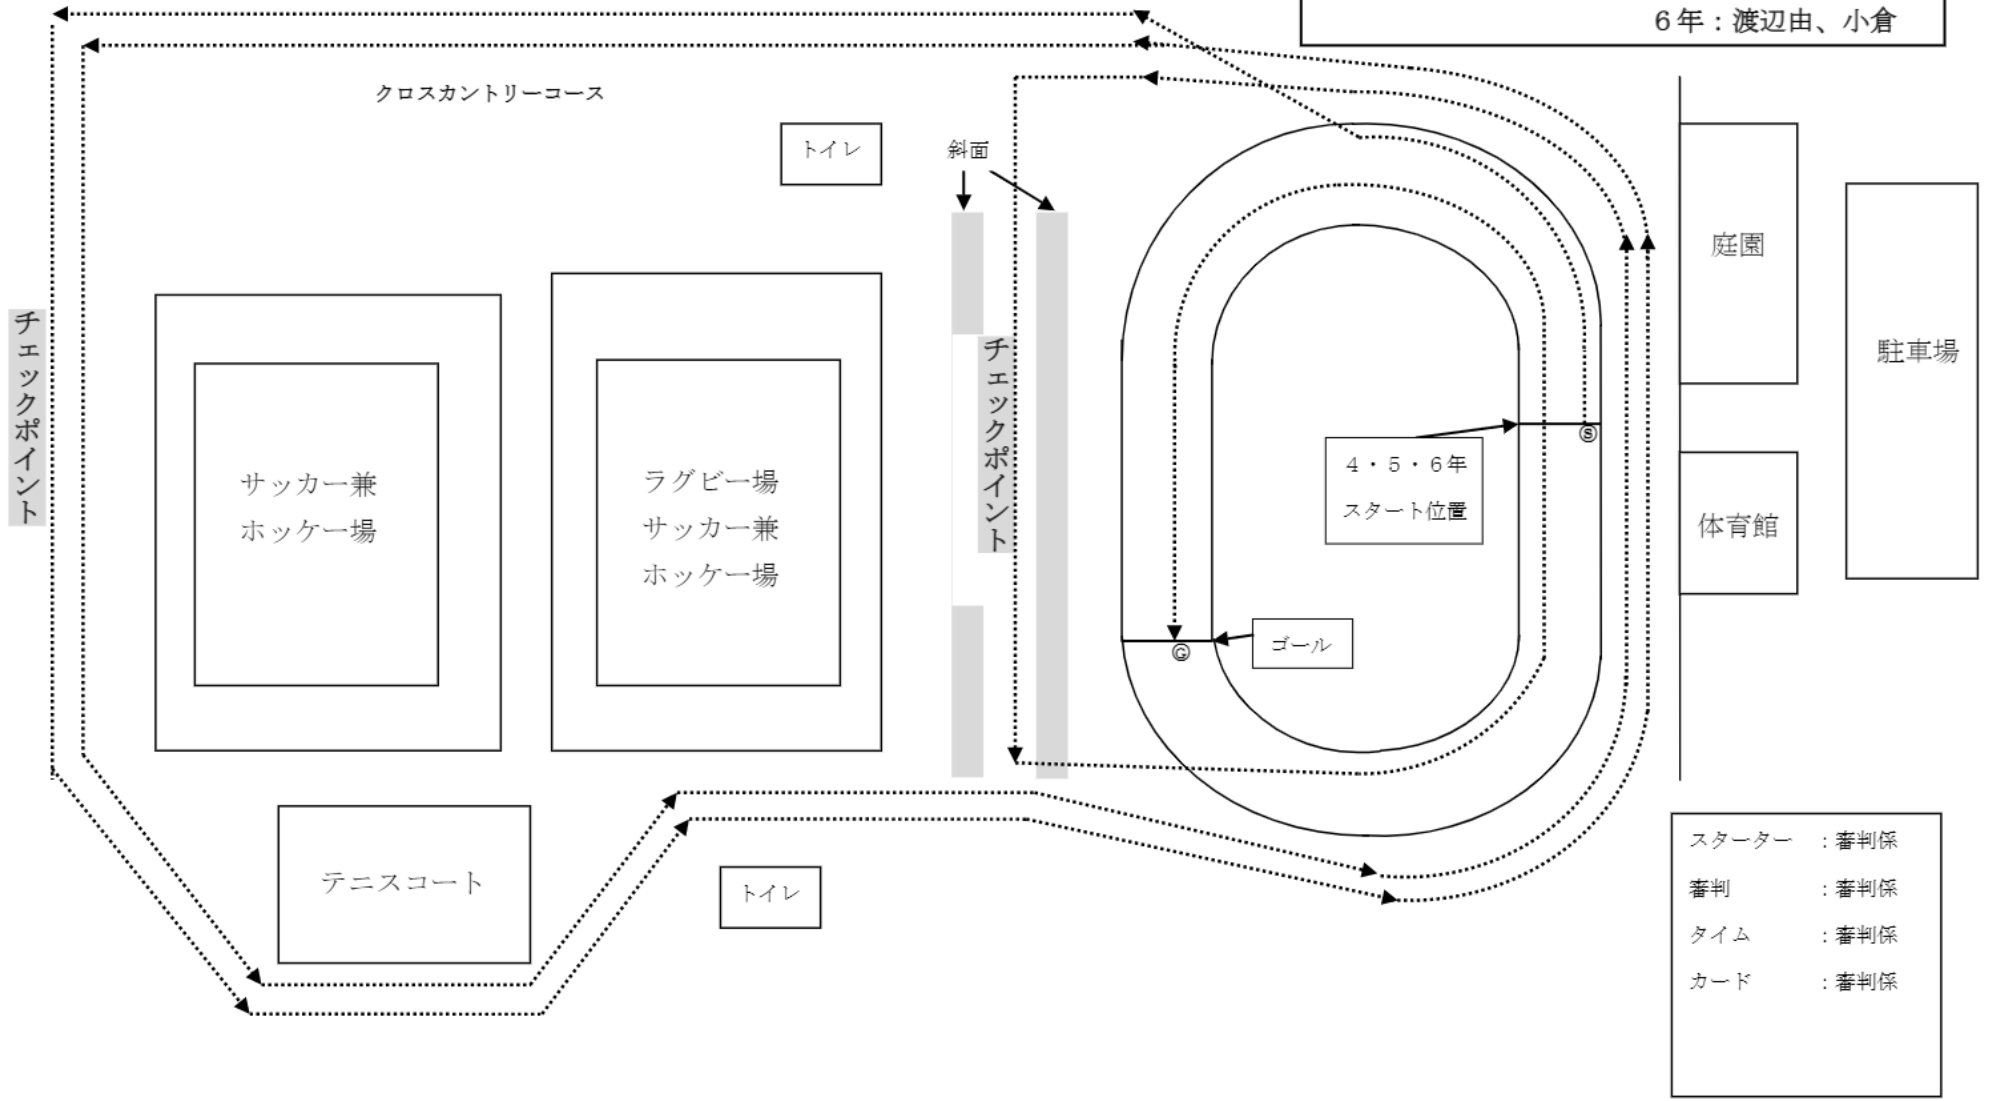 ６年：渡辺由、小倉
クロスカントリーコース
トイレ
斜面
庭園
駐車場
チェックポイント
チェックポイント
サッカー兼
ホッケー場
ラグビー場
サッカー兼
ホッケー場
４・５・６年
スタート位置
Ⓢ
体育館
ゴール
Ⓖ
テニスコート
トイレ
スターター ：審判係
審判 ：審判係
タイム ：審判係
カード ：審判係